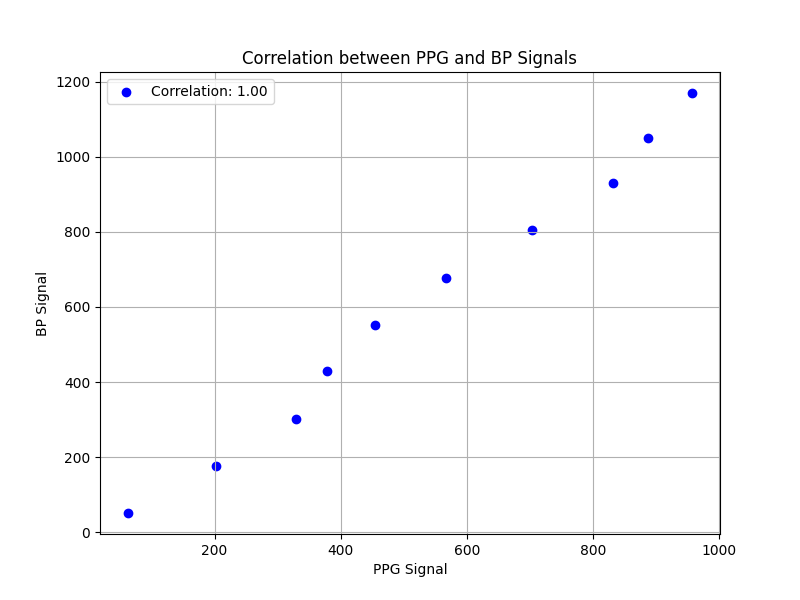 Correlation between PPG and BP Signals
Correlation: 1.00
BP Signal
1200
1000
800
600
400
200
0
200 400 600 800 1000
PPG Signal